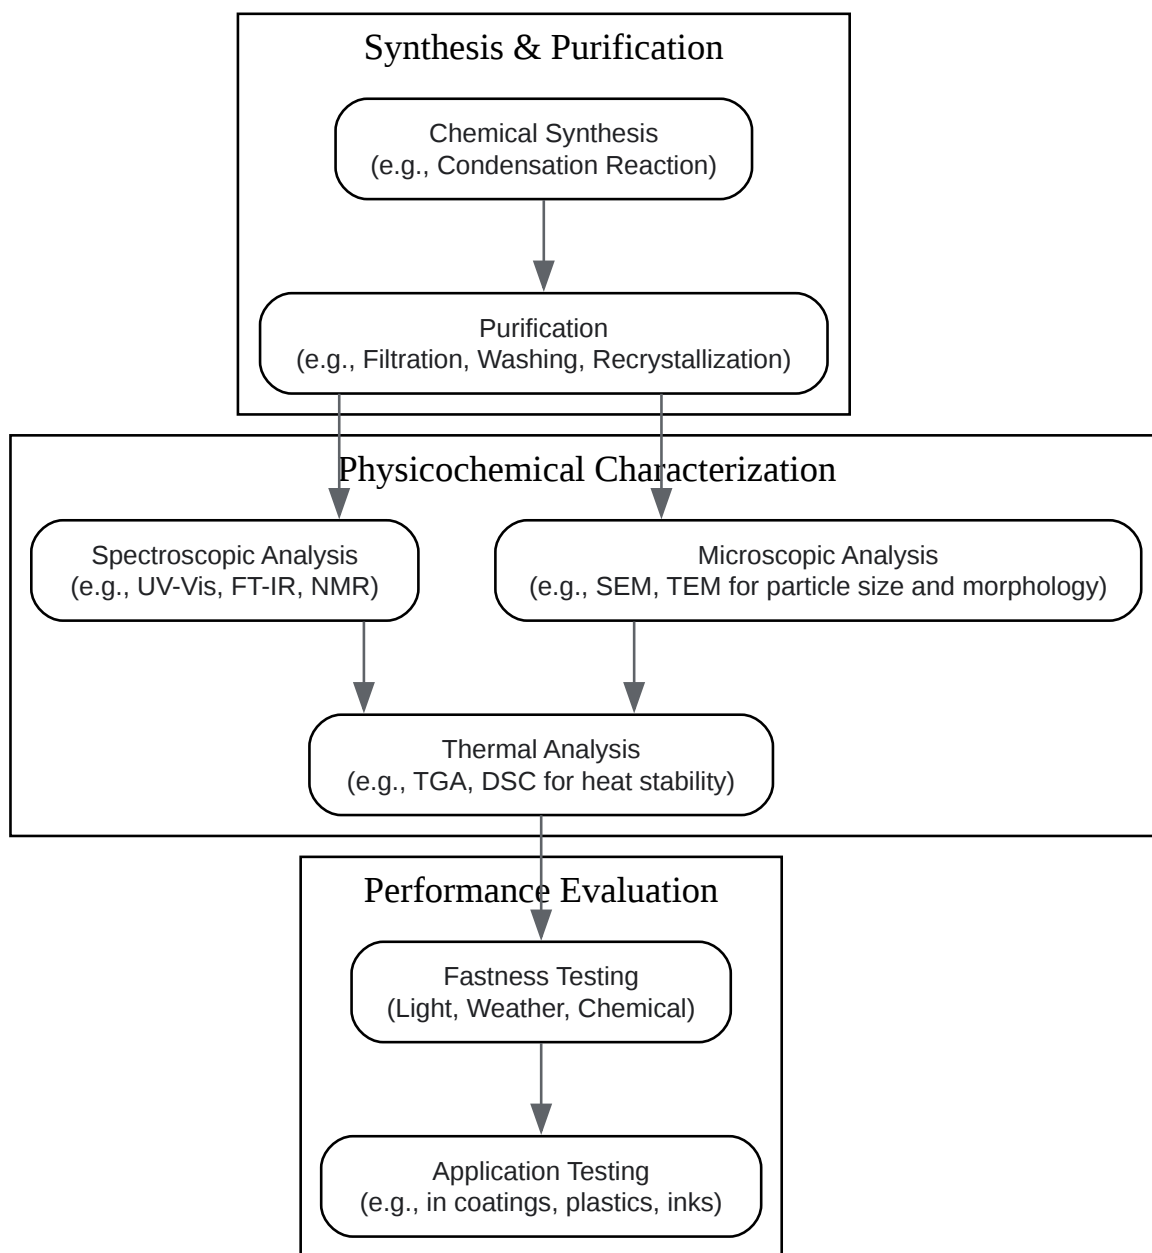 Synthesis & Purification
Chemical Synthesis
(e.g., Condensation Reaction)
Purification
(e.g., Filtration, Washing, Recrystallization)
Physicochemical Characterization
Spectroscopic Analysis
(e.g., UV-Vis, FT-IR, NMR)
Microscopic Analysis
(e.g., SEM, TEM for particle size and morphology)
Thermal Analysis
(e.g., TGA, DSC for heat stability)
Performance Evaluation
Fastness Testing
(Light, Weather, Chemical)
Application Testing
(e.g., in coatings, plastics, inks)